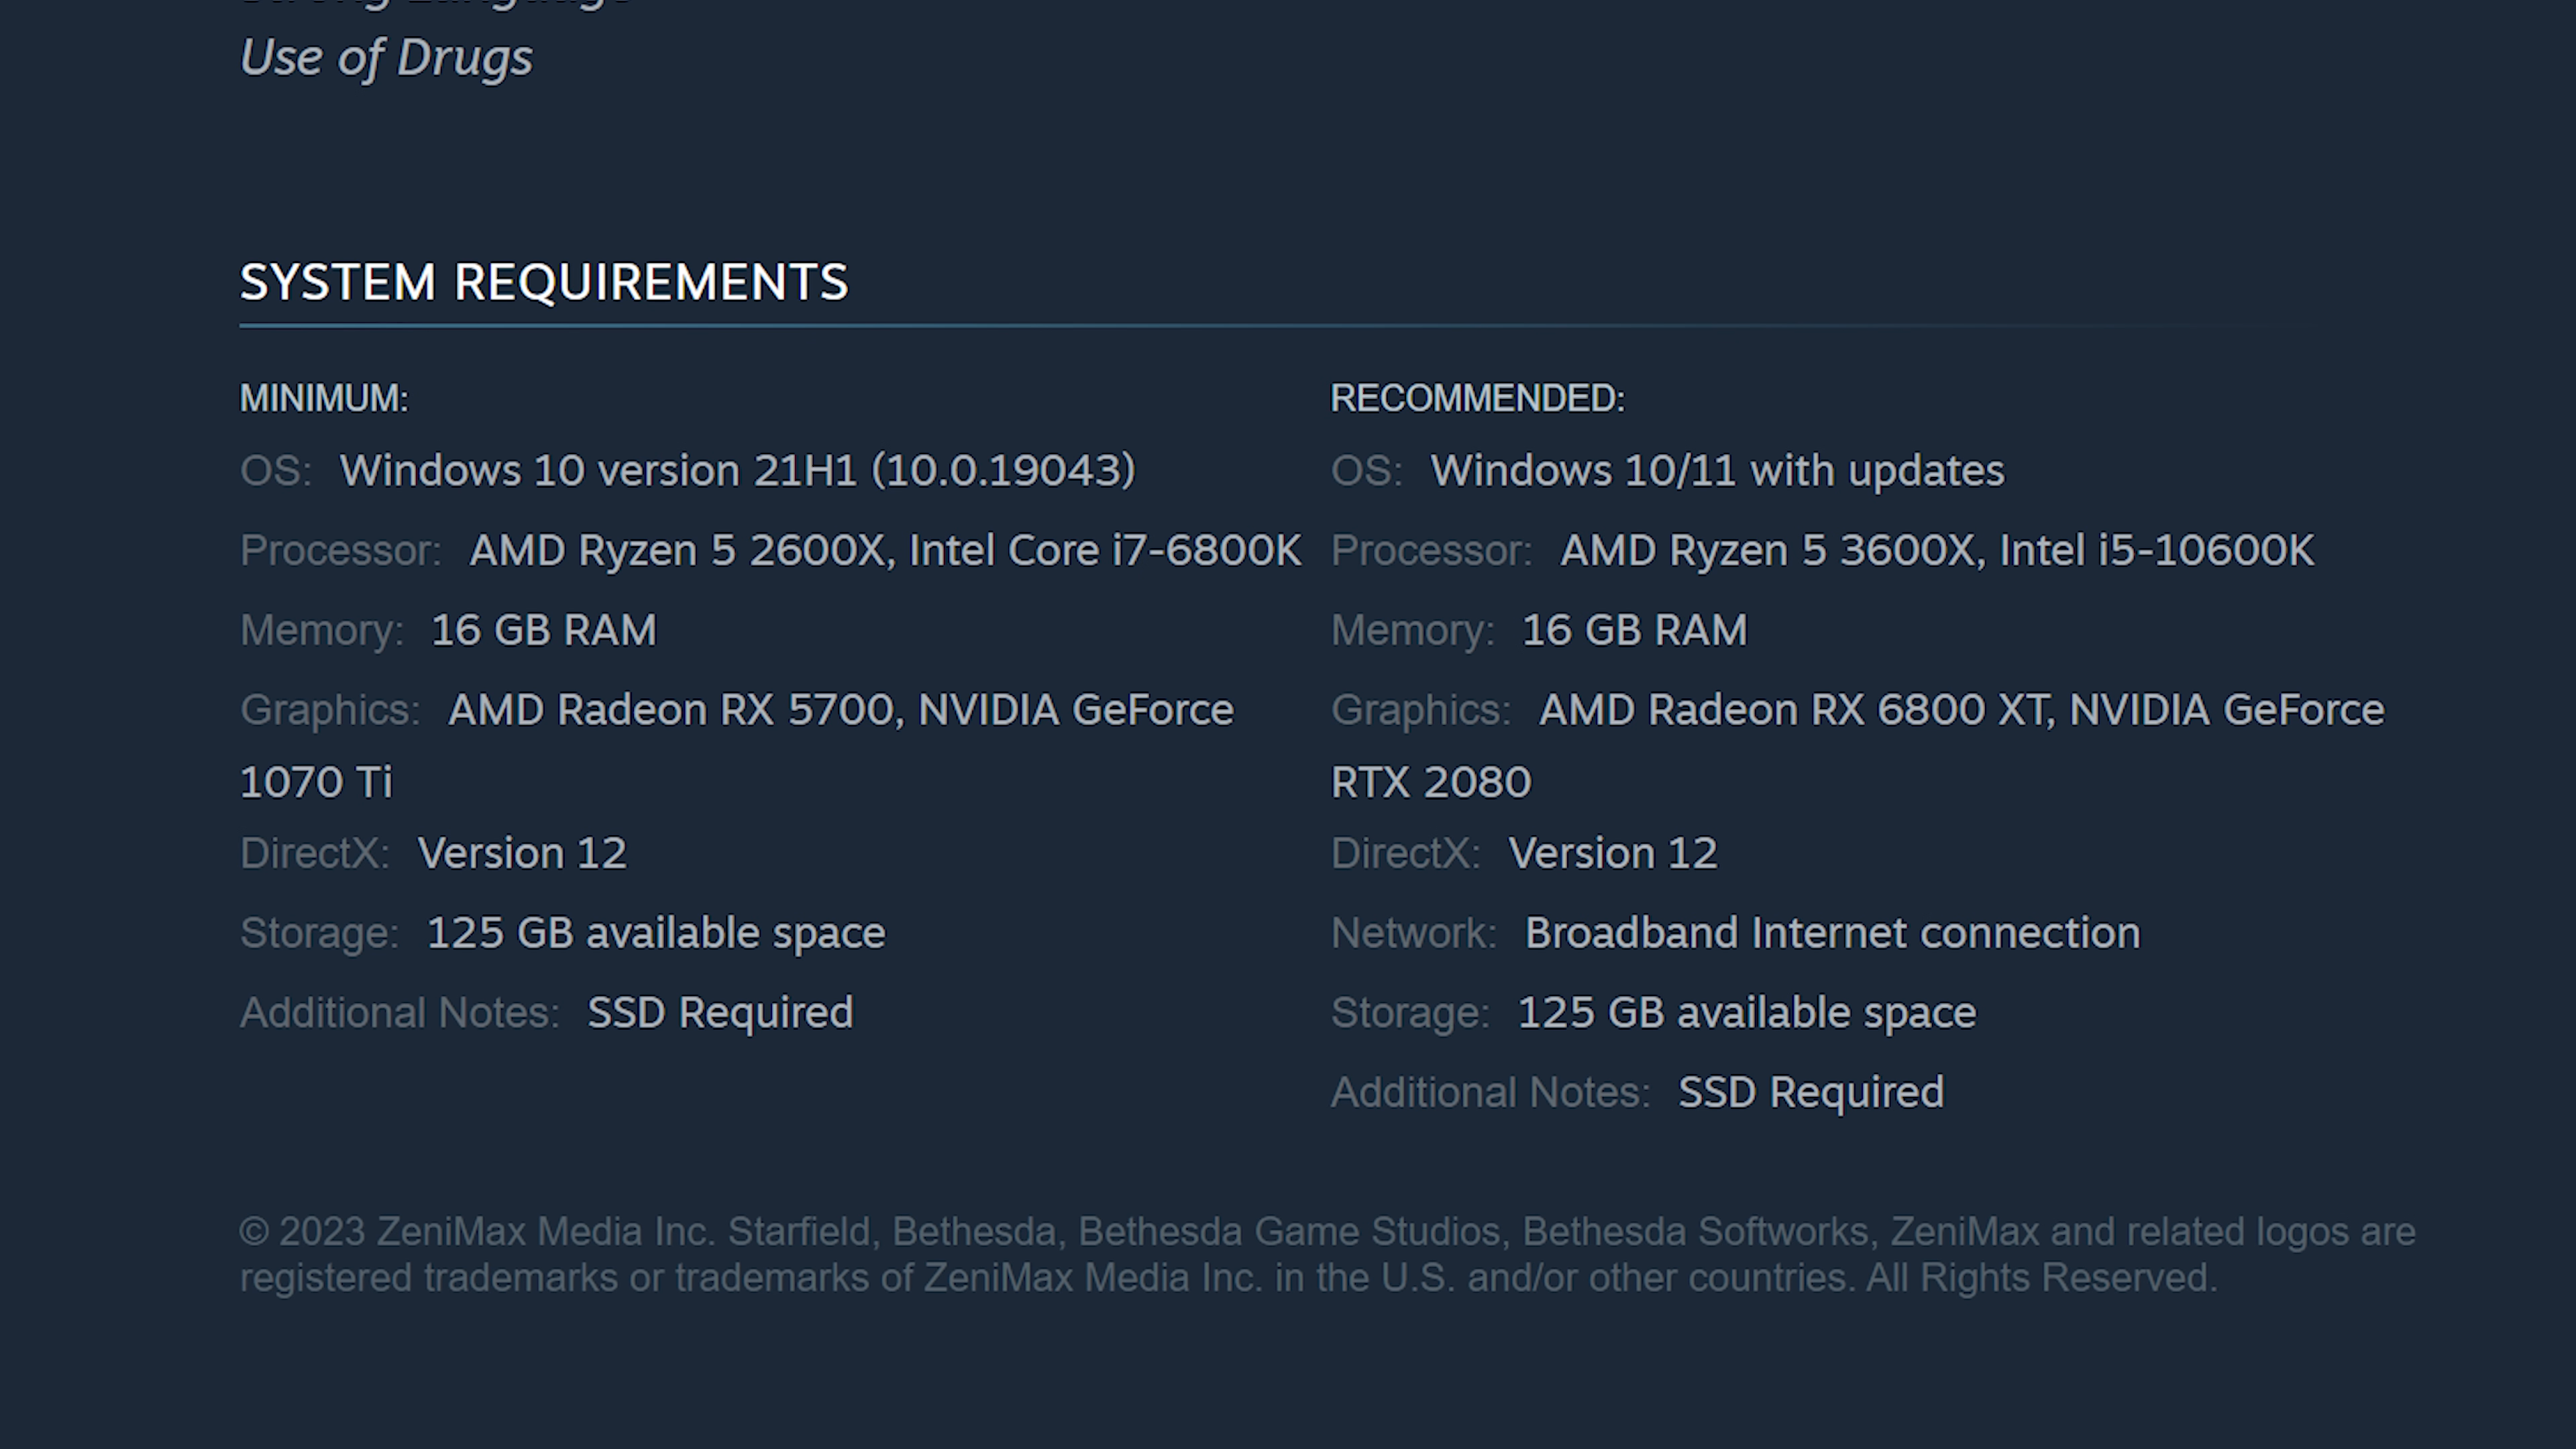 Strong Language
Use of Drugs
SYSTEM REQUIREMENTS
MINIMUM:
OS: Windows 10 version 21H1 (10.0.19043)
Processor: AMD Ryzen 5 2600X, Intel Core i7-6800K
Memory: 16 GB RAM
Graphics: AMD Radeon RX 5700, NVIDIA GeForce
1070 Ti
DirectX: Version 12
Storage: 125 GB available space
Additional Notes: SSD Required
RECOMMENDED:
OS: Windows 10/11 with updates
Processor: AMD Ryzen 5 3600X, Intel i5-10600K
Memory: 16 GB RAM
Graphics: AMD Radeon RX 6800 XT, NVIDIA GeForce
RTX 2080
DirectX: Version 12
Network: Broadband Internet connection
Storage: 125 GB available space
Additional Notes: SSD Required
© 2023 ZeniMax Media Inc. Starfield, Bethesda, Bethesda Game Studios, Bethesda Softworks, ZeniMax and related logos are
registered trademarks or trademarks of ZeniMax Media Inc. in the U.S. and/or other countries. All Rights Reserved.